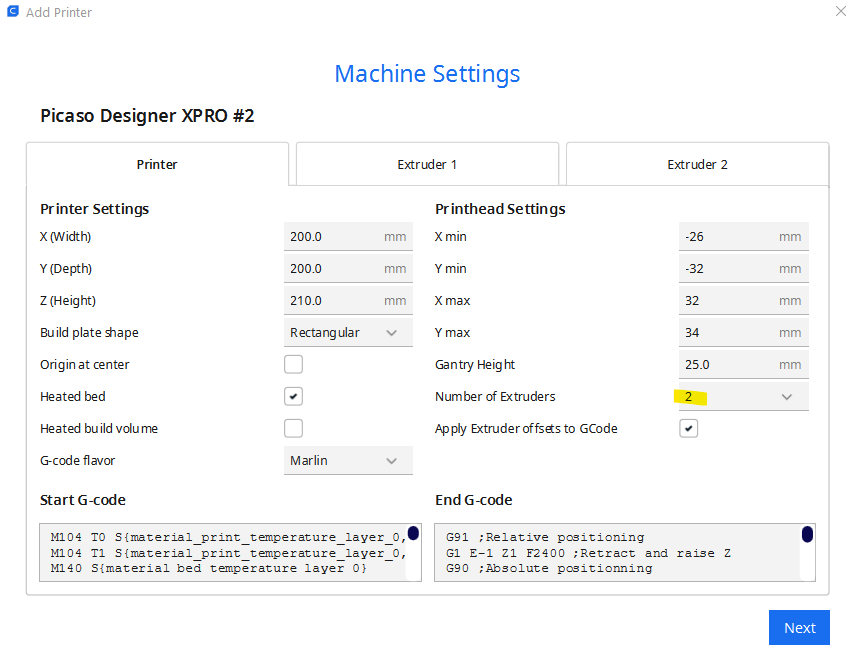 Add Printer
Machine Settings
Picaso Designer XPRO #2
Printer
Extruder 1
Extruder 2
Printer Settings
X (Width) 200.0 mm
Y (Depth) 200.0 mm
Z (Height) 210.0 mm
Build plate shape Rectangular
Origin at center
Heated bed
Heated build volume
G-code flavor Marlin
Printhead Settings
X min -26 mm
Y min -32 mm
X max 32 mm
Y max 34 mm
Gantry Height 25.0 mm
Number of Extruders 2
Apply Extruder offsets to GCode
Start G-code
M104 T0 S{material_print_temperature_layer_0,
M104 T1 S{material_print_temperature_layer_0,
M140 S{material_bed_temperature_layer_0}
End G-code
G91 ;Relative positioning
G1 E-1 Z1 F2400 ;Retract and raise Z
G90 ;Absolute positionning
Next